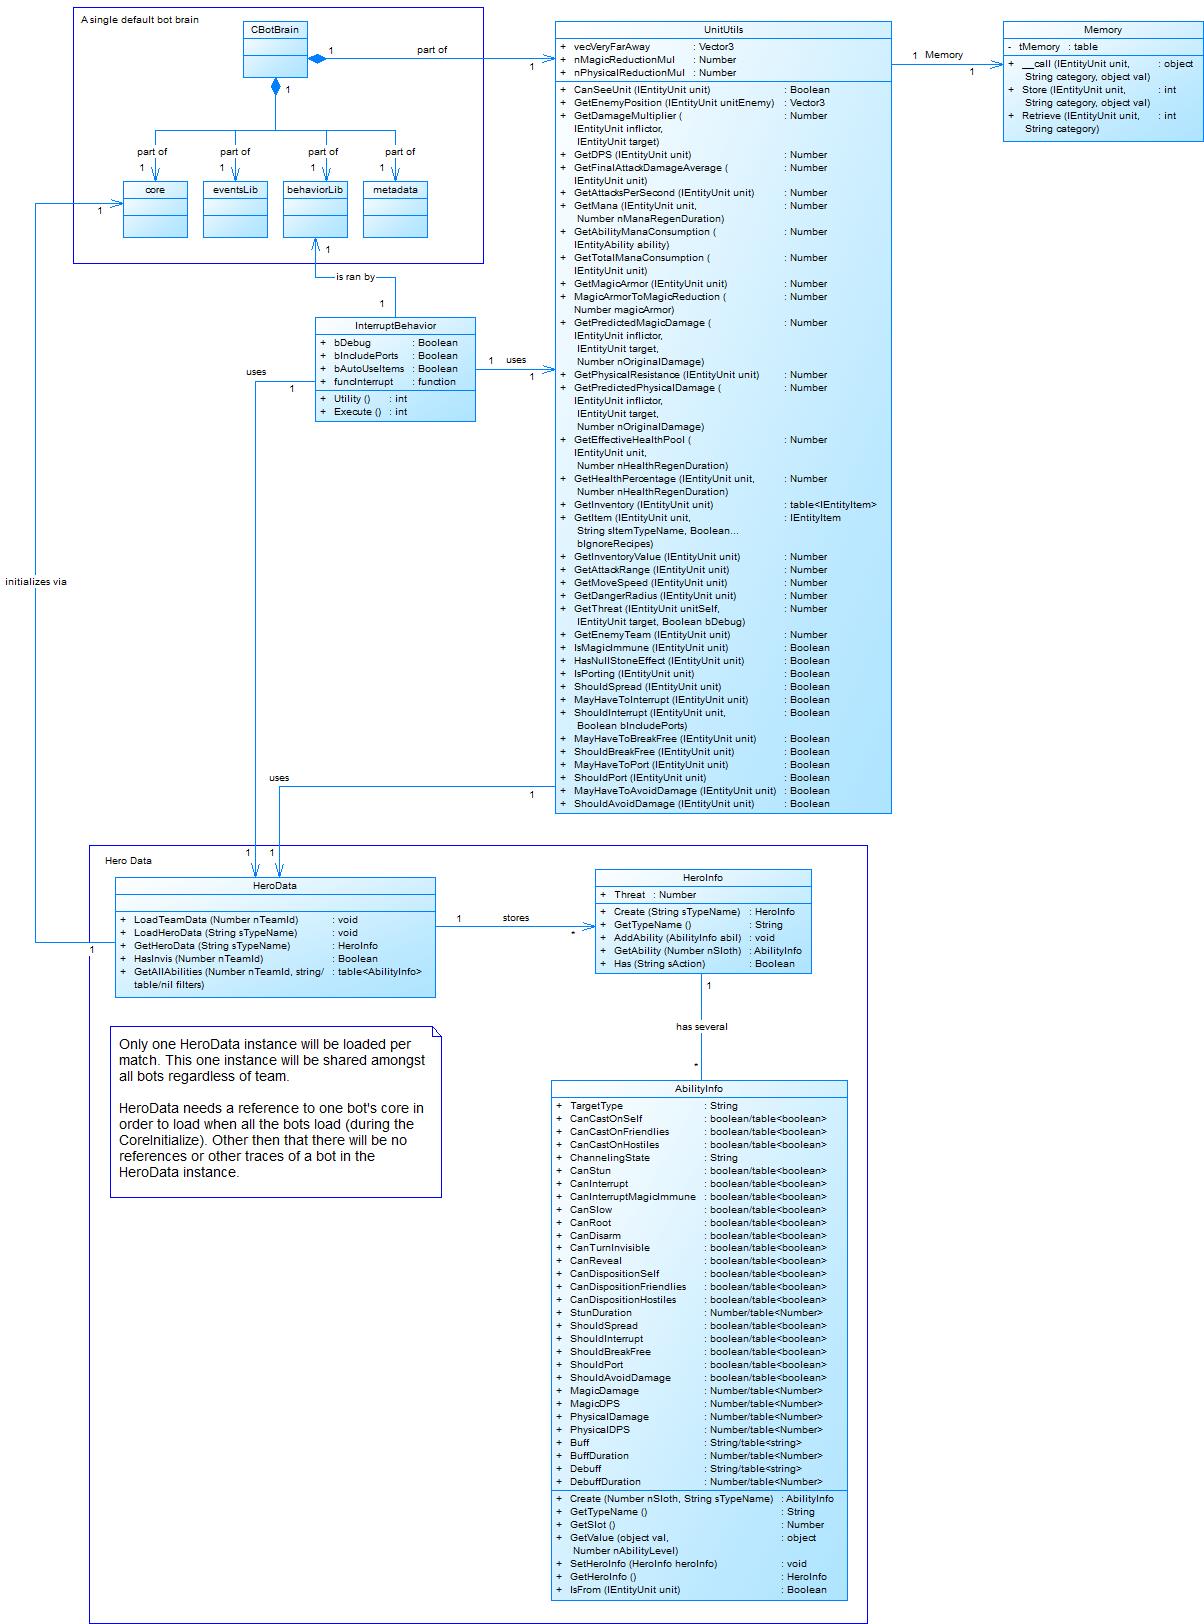 A single default bot brain
CBotBrain
1
part of
1
1
part of
part of
part of
part of
1
1
1
1
core
eventsLib
behaviorLib
metadata
1
1
is ran by
1
InterruptBehavior
+ bDebug : Boolean
+ bIncludePorts : Boolean
+ bAutoUseItems : Boolean
+ funcInterrupt : function
+ Utility () : int
+ Execute () : int
1 uses
1
uses
1
initializes via
UnitUtils
+ vecVeryFarAway : Vector3
+ nMagicReductionMul : Number
+ nPhysicalReductionMul : Number
+ CanSeeUnit (IEntityUnit unit) : Boolean
+ GetEnemyPosition (IEntityUnit unitEnemy) : Vector3
+ GetDamageMultiplier ( : Number
IEntityUnit inflictor,
IEntityUnit target)
+ GetDPS (IEntityUnit unit) : Number
+ GetFinalAttackDamageAverage ( : Number
IEntityUnit unit)
+ GetAttacksPerSecond (IEntityUnit unit) : Number
+ GetMana (IEntityUnit unit, : Number
Number nManaRegenDuration)
+ GetAbilityManaConsumption ( : Number
IEntityAbility ability)
+ GetTotalManaConsumption ( : Number
IEntityUnit unit)
+ GetMagicArmor (IEntityUnit unit) : Number
+ MagicArmorToMagicReduction ( : Number
Number magicArmor)
+ GetPredictedMagicDamage ( : Number
IEntityUnit inflictor,
IEntityUnit target,
Number nOriginalDamage)
+ GetPhysicalResistance (IEntityUnit unit) : Number
+ GetPredictedPhysicalDamage ( : Number
IEntityUnit inflictor,
IEntityUnit target,
Number nOriginalDamage)
+ GetEffectiveHealthPool ( : Number
IEntityUnit unit,
Number nHealthRegenDuration)
+ GetHealthPercentage (IEntityUnit unit, : Number
Number nHealthRegenDuration)
+ GetInventory (IEntityUnit unit) : table<IEntityItem>
+ GetItem (IEntityUnit unit, : IEntityItem
String sItemTypeName, Boolean...
bIgnoreRecipes)
+ GetInventoryValue (IEntityUnit unit) : Number
+ GetAttackRange (IEntityUnit unit) : Number
+ GetMoveSpeed (IEntityUnit unit) : Number
+ GetDangerRadius (IEntityUnit unit) : Number
+ GetThreat (IEntityUnit unitSelf, : Number
IEntityUnit target, Boolean bDebug)
+ GetEnemyTeam (IEntityUnit unit) : Number
+ IsMagicImmune (IEntityUnit unit) : Boolean
+ HasNullStoneEffect (IEntityUnit unit) : Boolean
+ IsPorting (IEntityUnit unit) : Boolean
+ ShouldSpread (IEntityUnit unit) : Boolean
+ MayHaveToInterrupt (IEntityUnit unit) : Boolean
+ ShouldInterrupt (IEntityUnit unit, : Boolean
Boolean bIncludePorts)
+ MayHaveToBreakFree (IEntityUnit unit) : Boolean
+ ShouldBreakFree (IEntityUnit unit) : Boolean
+ MayHaveToPort (IEntityUnit unit) : Boolean
+ ShouldPort (IEntityUnit unit) : Boolean
+ MayHaveToAvoidDamage (IEntityUnit unit) : Boolean
+ ShouldAvoidDamage (IEntityUnit unit) : Boolean
1 Memory
1
Memory
- tMemory : table
+ __call (IEntityUnit unit, : object
String category, object val)
+ Store (IEntityUnit unit, : int
String category, object val)
+ Retrieve (IEntityUnit unit, : int
String category)
uses
1
1
1
Hero Data
HeroData
+ LoadTeamData (Number nTeamId) : void
+ LoadHeroData (String sTypeName) : void
+ GetHeroData (String sTypeName) : HeroInfo
+ HasInvis (Number nTeamId) : Boolean
+ GetAllAbilities (Number nTeamId, string/ : table<AbilityInfo>
table/nil filters)
1
1 stores
*
HeroInfo
+ Threat : Number
+ Create (String sTypeName) : HeroInfo
+ GetTypeName () : String
+ AddAbility (AbilityInfo abil) : void
+ GetAbility (Number nSloth) : AbilityInfo
+ Has (String sAction) : Boolean
1
has several
*
Only one HeroData instance will be loaded per
match. This one instance will be shared amongst
all bots regardless of team.
HeroData needs a reference to one bot's core in
order to load when all the bots load (during the
CoreInitialize). Other then that there will be no
references or other traces of a bot in the
HeroData instance.
AbilityInfo
+ TargetType : String
+ CanCastOnSelf : boolean/table<boolean>
+ CanCastOnFriendlies : boolean/table<boolean>
+ CanCastOnHostiles : boolean/table<boolean>
+ ChannelingState : String
+ CanStun : boolean/table<boolean>
+ CanInterrupt : boolean/table<boolean>
+ CanInterruptMagicImmune : boolean/table<boolean>
+ CanSlow : boolean/table<boolean>
+ CanRoot : boolean/table<boolean>
+ CanDisarm : boolean/table<boolean>
+ CanTurnInvisible : boolean/table<boolean>
+ CanReveal : boolean/table<boolean>
+ CanDispositionSelf : boolean/table<boolean>
+ CanDispositionFriendlies : boolean/table<boolean>
+ CanDispositionHostiles : boolean/table<boolean>
+ StunDuration : Number/table<Number>
+ ShouldSpread : boolean/table<boolean>
+ ShouldInterrupt : boolean/table<boolean>
+ ShouldBreakFree : boolean/table<boolean>
+ ShouldPort : boolean/table<boolean>
+ ShouldAvoidDamage : boolean/table<boolean>
+ MagicDamage : Number/table<Number>
+ MagicDPS : Number/table<Number>
+ PhysicalDamage : Number/table<Number>
+ PhysicalDPS : Number/table<Number>
+ Buff : String/table<string>
+ BuffDuration : Number/table<Number>
+ Debuff : String/table<string>
+ DebuffDuration : Number/table<Number>
+ Create (Number nSloth, String sTypeName) : AbilityInfo
+ GetTypeName () : String
+ GetSlot () : Number
+ GetValue (object val, : object
Number nAbilityLevel)
+ SetHeroInfo (HeroInfo heroInfo) : void
+ GetHeroInfo () : HeroInfo
+ IsFrom (IEntityUnit unit) : Boolean